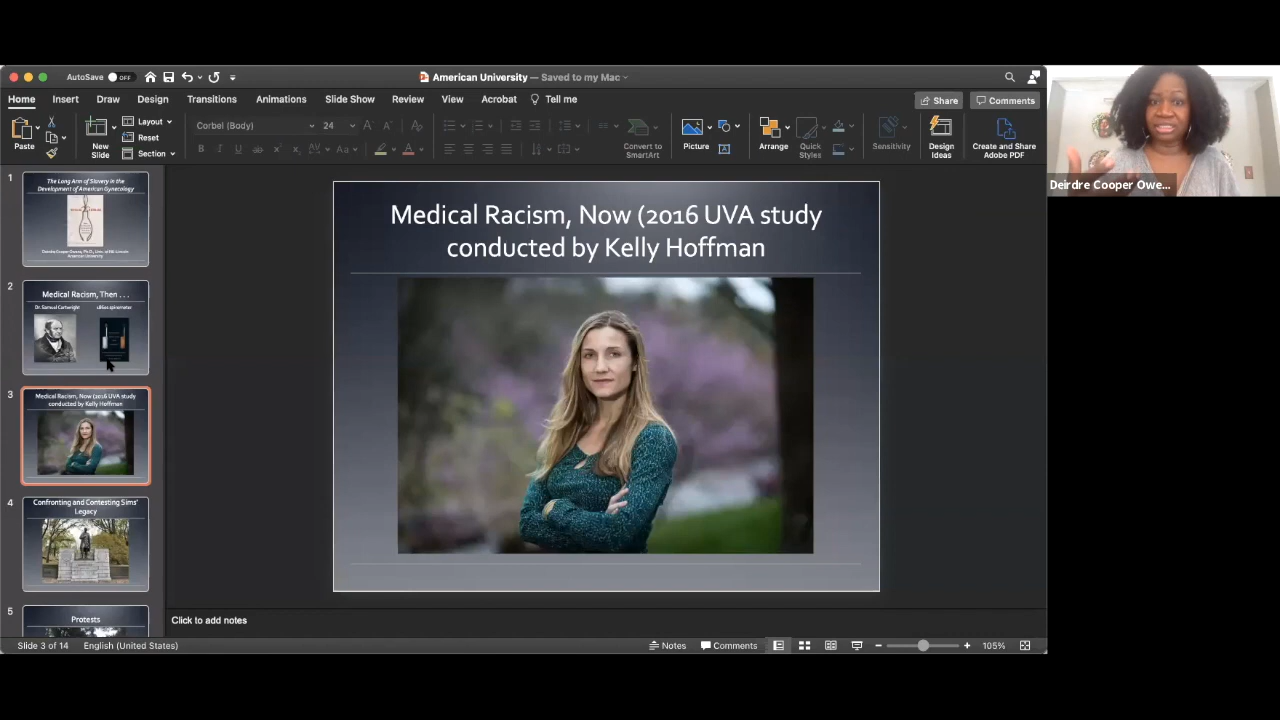 AutoSave OFF
American University — Saved to my Mac
Home Insert Draw Design Transitions Animations Slide Show Review View Acrobat Tell me
Share Comments
Paste
New Slide
Layout
Reset
Section
Corbel (Body) 24
Convert to SmartArt
Picture
Arrange
Quick Styles
Sensitivity
Design Ideas
Create and Share Adobe PDF
Deirdre Cooper Owe...
1
The Long Arm of Slavery in the
Development of American Gynecology
American University
2
Medical Racism, Then . . .
Dr. Samuel Cartwright
3
Medical Racism, Now (2016 UVA study
conducted by Kelly Hoffman
4
Confronting and Contesting Sims'
Legacy
5
Protests
Medical Racism, Now (2016 UVA study
conducted by Kelly Hoffman
Click to add notes
Slide 3 of 14 English (United States)
Notes Comments 105%